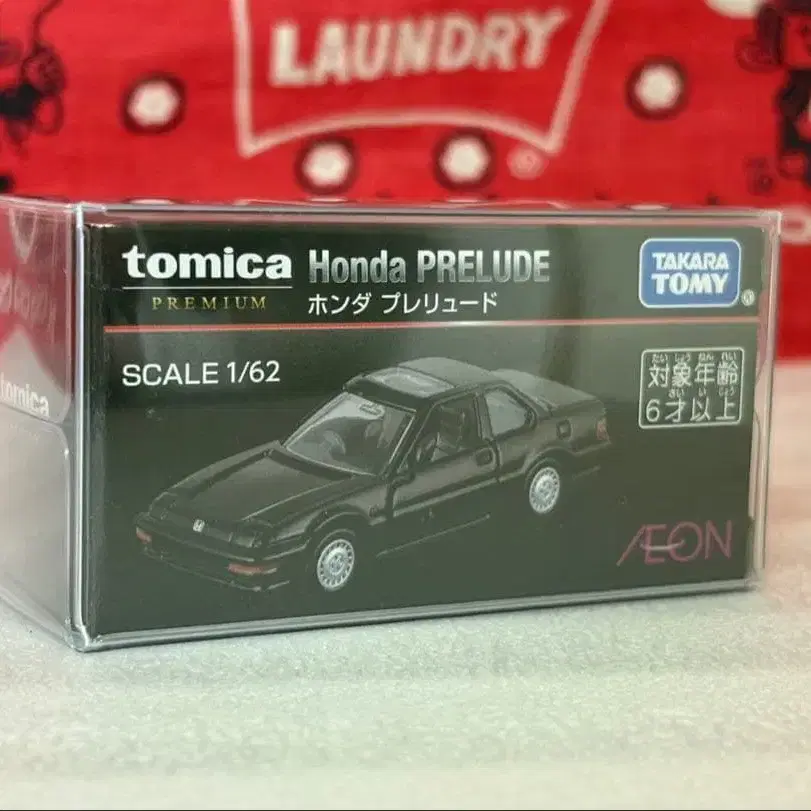 LAUNDRY
tomica
PREMIUM
Honda PRELUDE
ホンダ プレリュード
TAKARA
TOMY
SCALE 1/62
たいしょうねんれい
対象年齢
さいいじょう
6才以上
ÆON
tomica